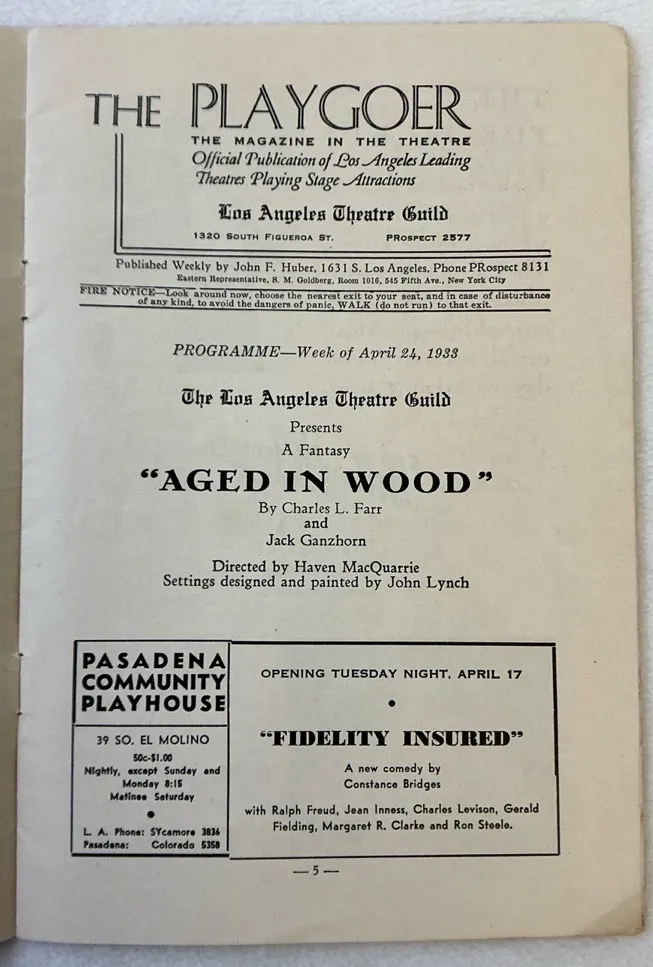 THE PLAYGOER
THE MAGAZINE IN THE THEATRE
Official Publication of Los Angeles Leading
Theatres Playing Stage Attractions
Los Angeles Theatre Guild
1320 SOUTH FIGUEROA ST. PROSPECT 2577
Published Weekly by John F. Huber, 1631 S. Los Angeles, Phone PRospect 8131
Eastern Representative, S. M. Goldberg, Room 1016, 545 Fifth Ave., New York City
FIRE NOTICE—Look around now, choose the nearest exit to your seat, and in case of disturbance
of any kind, to avoid the dangers of panic, WALK (do not run) to that exit.
PROGRAMME—Week of April 24, 1933
The Los Angeles Theatre Guild
Presents
A Fantasy
"AGED IN WOOD"
By Charles L. Farr
and
Jack Ganzhorn
Directed by Haven MacQuarrie
Settings designed and painted by John Lynch
PASADENA
COMMUNITY
PLAYHOUSE
39 SO. EL MOLINO
50c-$1.00
Nightly, except Sunday and
Monday 8:15
Matinee Saturday
•
L. A. Phone: SYcamore 3836
Pasadena: Colorado 5358
OPENING TUESDAY NIGHT, APRIL 17
•
"FIDELITY INSURED"
A new comedy by
Constance Bridges
with Ralph Freud, Jean Inness, Charles Levison, Gerald
Fielding, Margaret R. Clarke and Ron Steele.
— 5 —